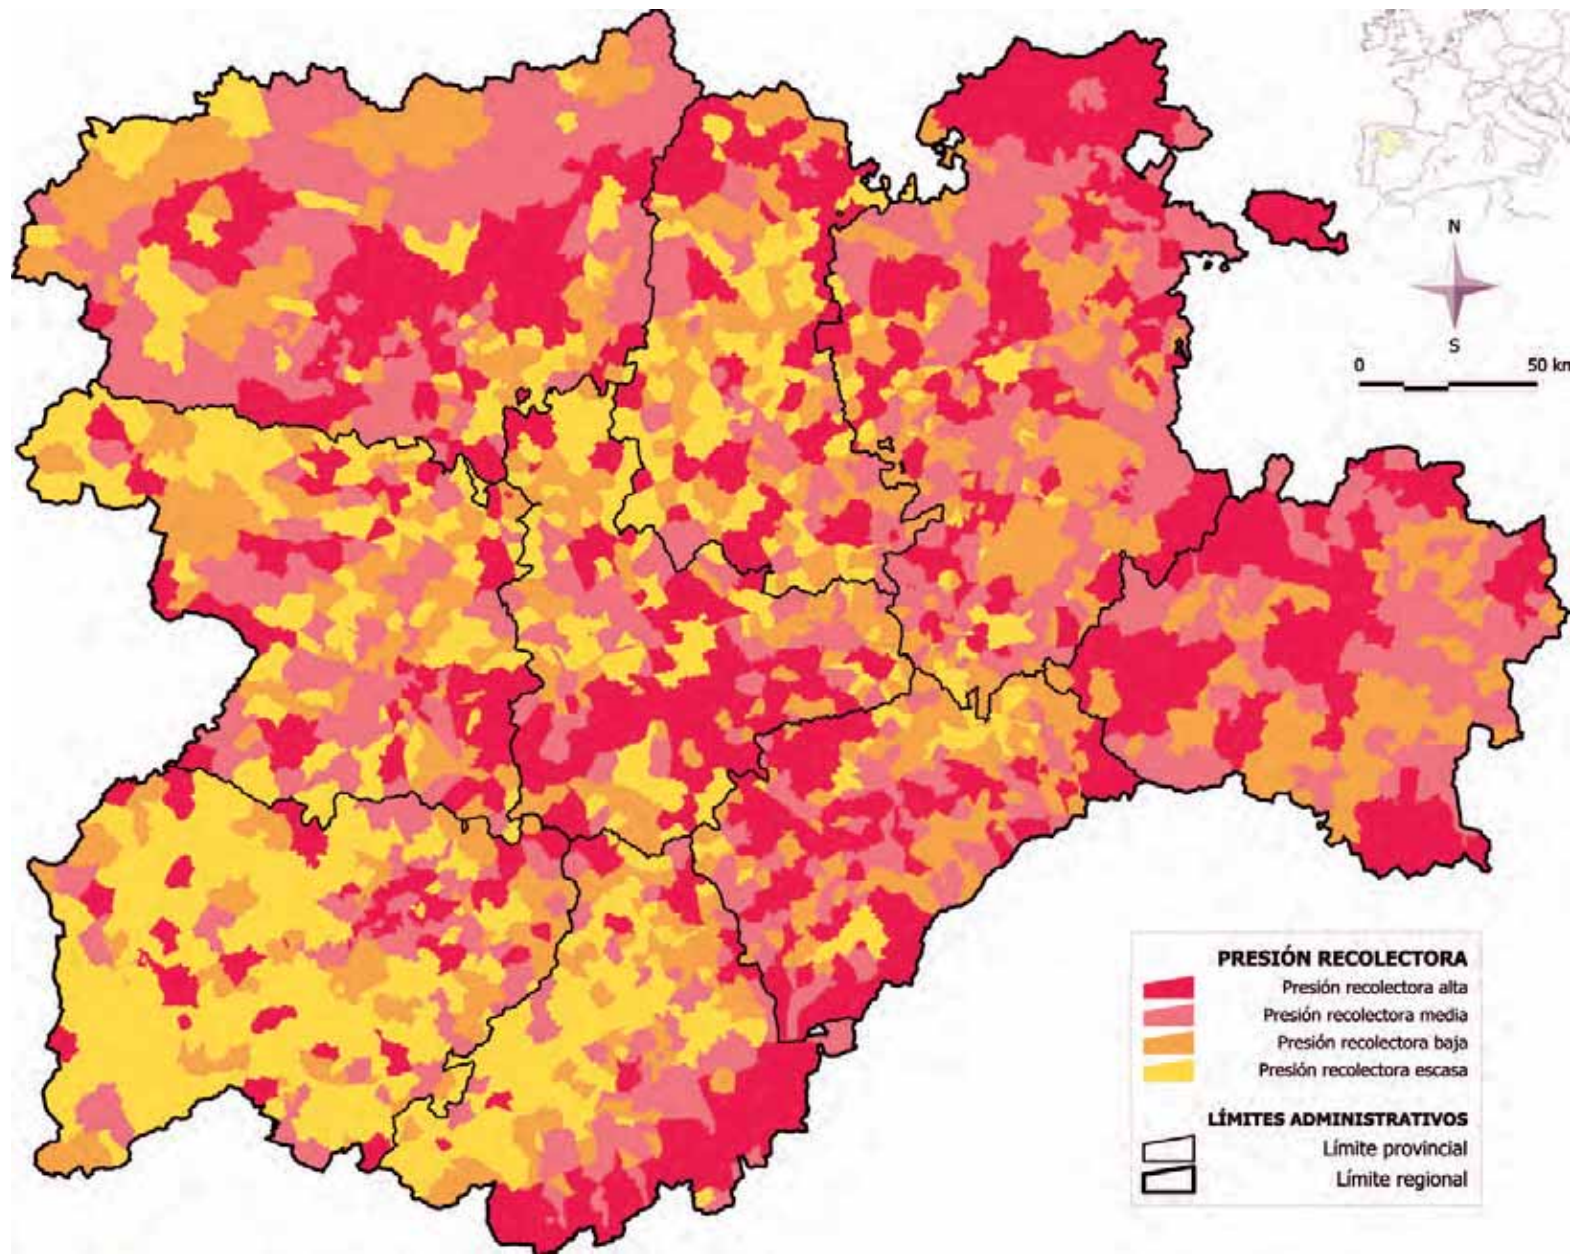 N
S
0 50 km
PRESIÓN RECOLECTORA
Presión recolectora alta
Presión recolectora media
Presión recolectora baja
Presión recolectora escasa
LÍMITES ADMINISTRATIVOS
Límite provincial
Límite regional